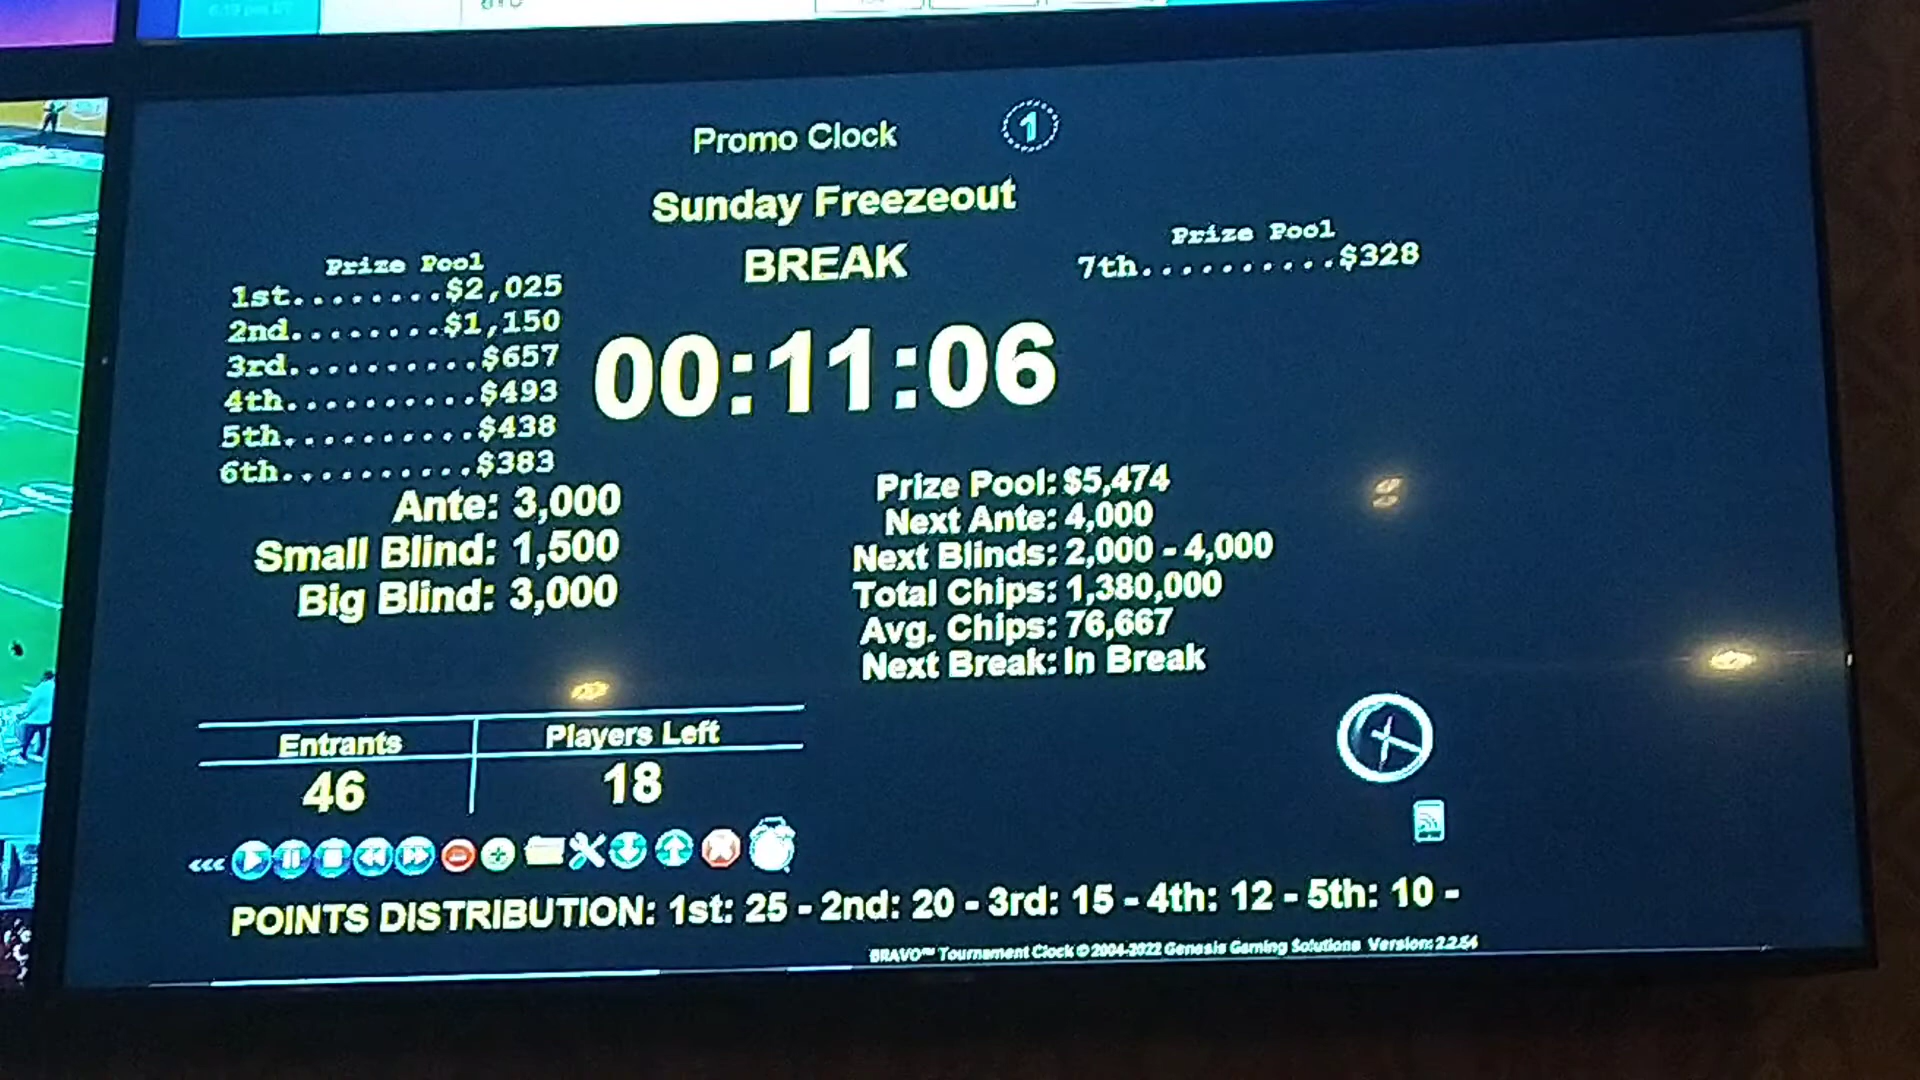 Promo Clock
1
Sunday Freezeout
BREAK
00:11:06
Prize Pool
1st........$2,025
2nd........$1,150
3rd..........$657
4th..........$493
5th..........$438
6th..........$383
Prize Pool
7th..........$328
Ante: 3,000
Small Blind: 1,500
Big Blind: 3,000
Prize Pool: $5,474
Next Ante: 4,000
Next Blinds: 2,000 - 4,000
Total Chips: 1,380,000
Avg. Chips: 76,667
Next Break: In Break
Entrants Players Left
46 18
<<<
POINTS DISTRIBUTION: 1st: 25 - 2nd: 20 - 3rd: 15 - 4th: 12 - 5th: 10 -
BRAVO™ Tournament Clock © 2004-2022 Genesis Gaming Solutions Version: 2.2.54